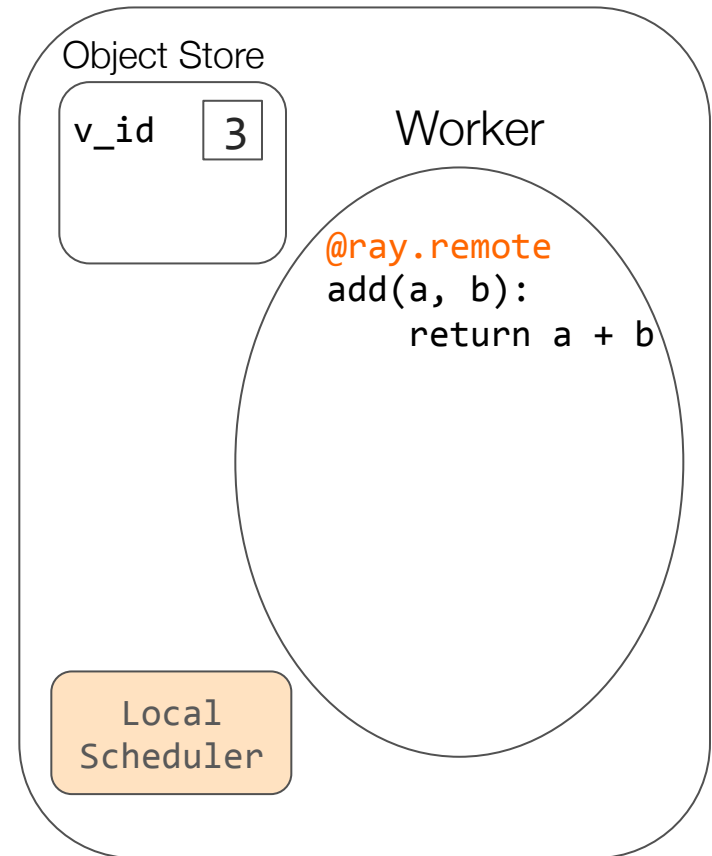 Object Store
v_id 3
Worker
@ray.remote
add(a, b):
    return a + b
Local
Scheduler